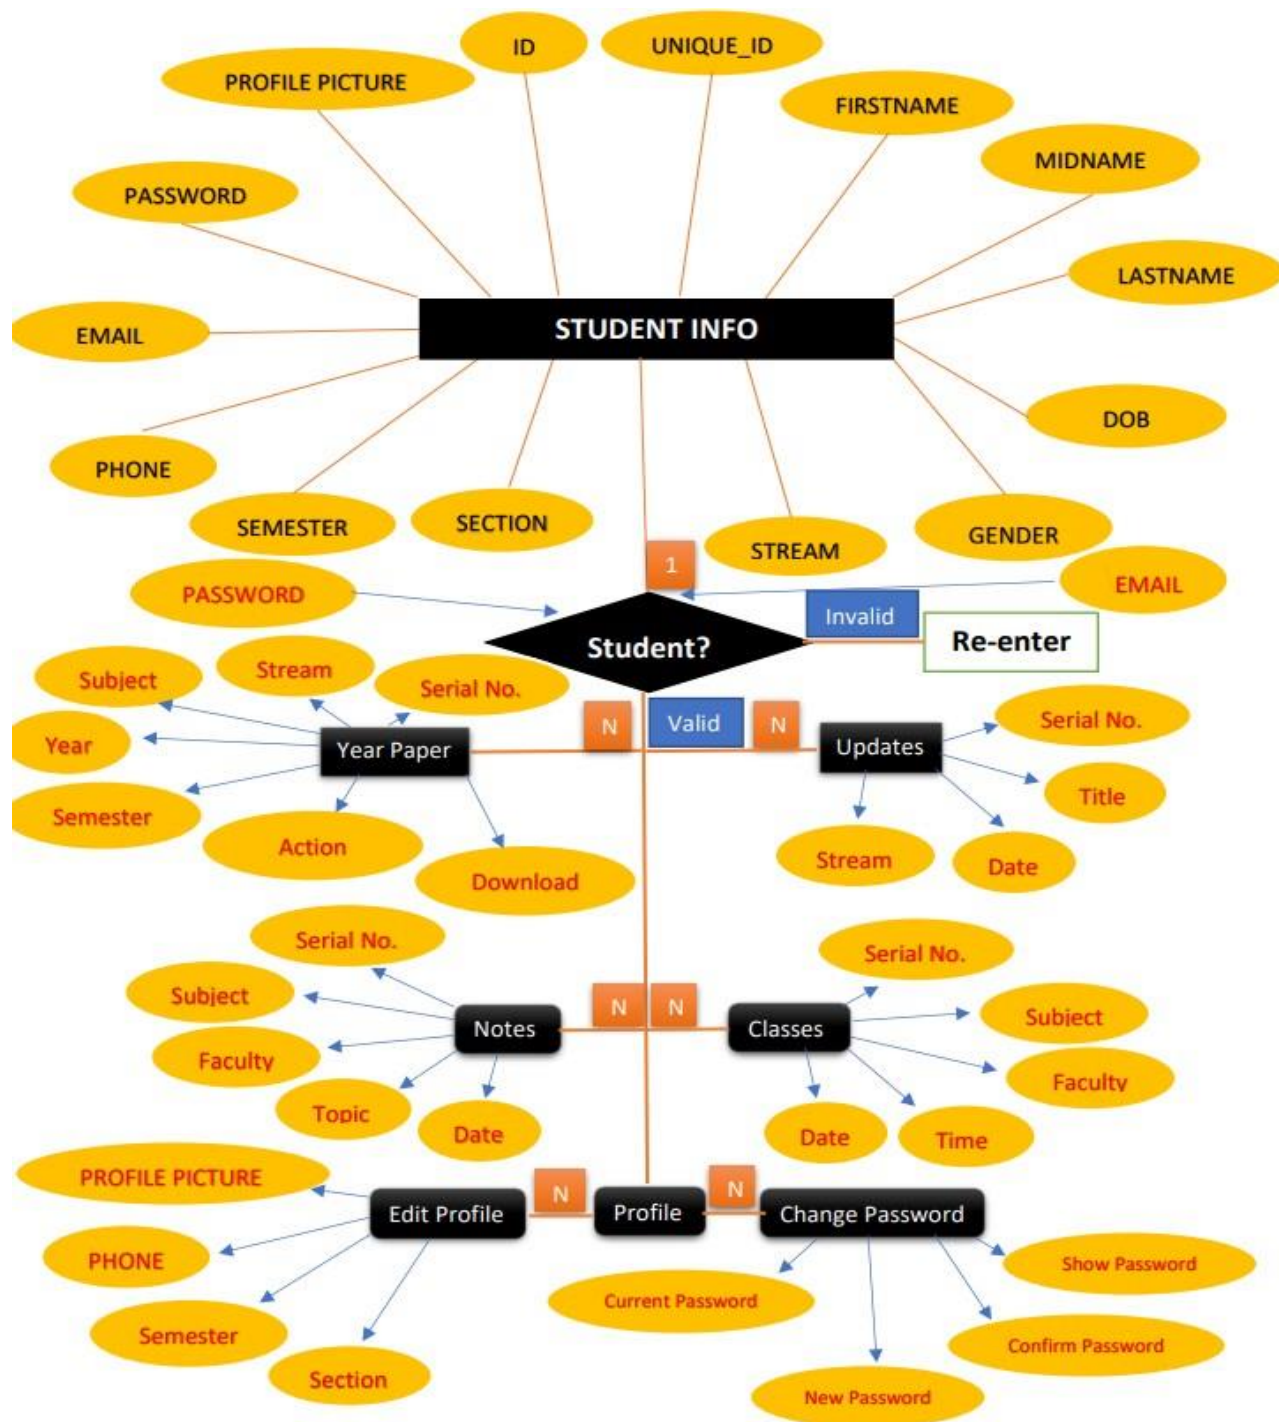 ID
UNIQUE_ID
PROFILE PICTURE
FIRSTNAME
MIDNAME
PASSWORD
LASTNAME
EMAIL
STUDENT INFO
DOB
PHONE
SEMESTER
SECTION
STREAM
GENDER
1
PASSWORD
EMAIL
Invalid
Student?
Re-enter
Subject
Stream
Serial No.
Year
Year Paper
N
Valid
N
Updates
Serial No.
Title
Semester
Action
Download
Stream
Date
Serial No.
Serial No.
Subject
Notes
N
N
Classes
Subject
Faculty
Faculty
Topic
Date
Date
Time
PROFILE PICTURE
Edit Profile
N
Profile
N
Change Password
PHONE
Show Password
Current Password
Semester
Confirm Password
Section
New Password